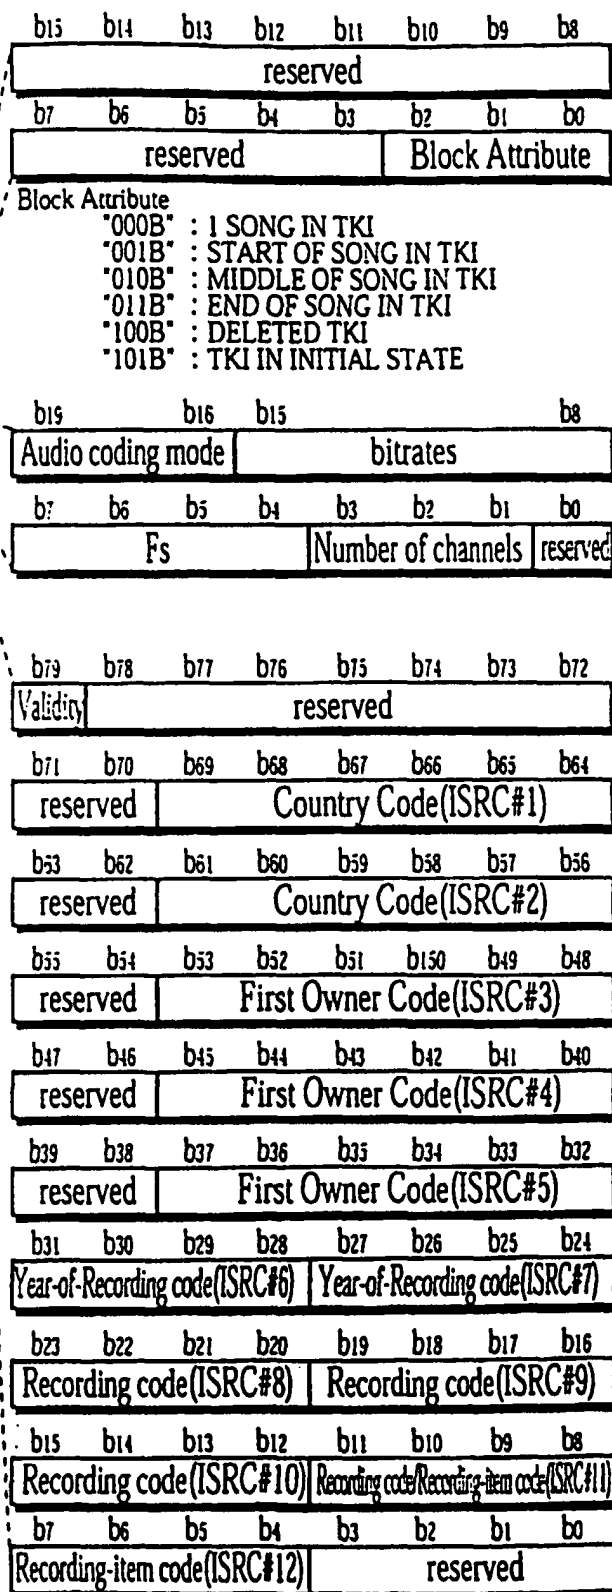 b15 b14 b13 b12 b11 b10 b9 b8
reserved
b7 b6 b5 b4 b3 b2 b1 b0
reserved Block Attribute
Block Attribute
"000B" : 1 SONG IN TKI
"001B" : START OF SONG IN TKI
"010B" : MIDDLE OF SONG IN TKI
"011B" : END OF SONG IN TKI
"100B" : DELETED TKI
"101B" : TKI IN INITIAL STATE
b19 b16 b15 b8
Audio coding mode bitrates
b7 b6 b5 b4 b3 b2 b1 b0
Fs Number of channels reserved
b79 b78 b77 b76 b75 b74 b73 b72
Validity reserved
b71 b70 b69 b68 b67 b66 b65 b64
reserved Country Code(ISRC#1)
b53 b62 b61 b60 b59 b58 b57 b56
reserved Country Code(ISRC#2)
b55 b54 b53 b52 b51 b150 b49 b48
reserved First Owner Code(ISRC#3)
b47 b46 b45 b44 b43 b42 b41 b40
reserved First Owner Code(ISRC#4)
b39 b38 b37 b36 b35 b34 b33 b32
reserved First Owner Code(ISRC#5)
b31 b30 b29 b28 b27 b26 b25 b24
Year-of-Recording code(ISRC#6) Year-of-Recording code(ISRC#7)
b23 b22 b21 b20 b19 b18 b17 b16
Recording code(ISRC#8) Recording code(ISRC#9)
b15 b14 b13 b12 b11 b10 b9 b8
Recording code(ISRC#10) Recording code/Recording-item code(ISRC#11)
b7 b6 b5 b4 b3 b2 b1 b0
Recording-item code(ISRC#12) reserved